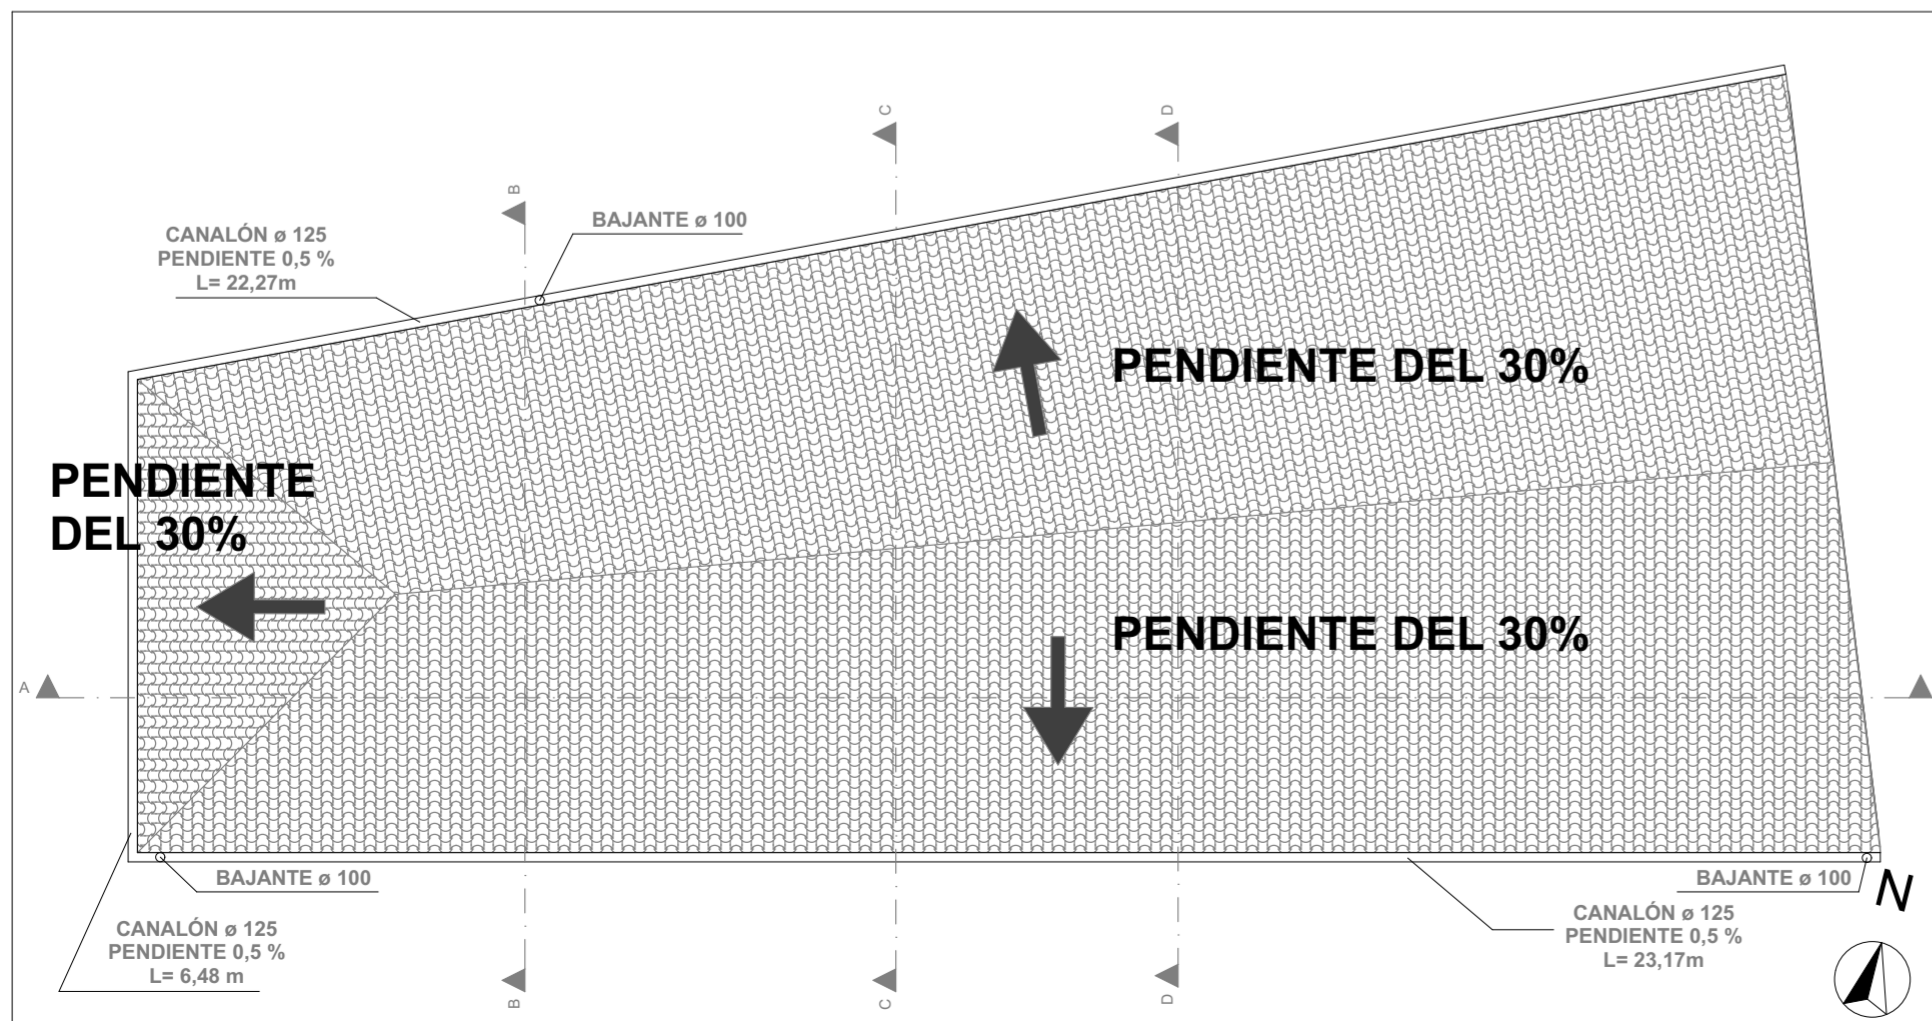 C
D
B
BAJANTE ø 100
CANALÓN ø 125
PENDIENTE 0,5 %
L= 22,27m
PENDIENTE DEL 30%
PENDIENTE
DEL 30%
PENDIENTE DEL 30%
A
BAJANTE ø 100
BAJANTE ø 100
N
CANALÓN ø 125
PENDIENTE 0,5 %
L= 6,48 m
CANALÓN ø 125
PENDIENTE 0,5 %
L= 23,17m
B
C
D